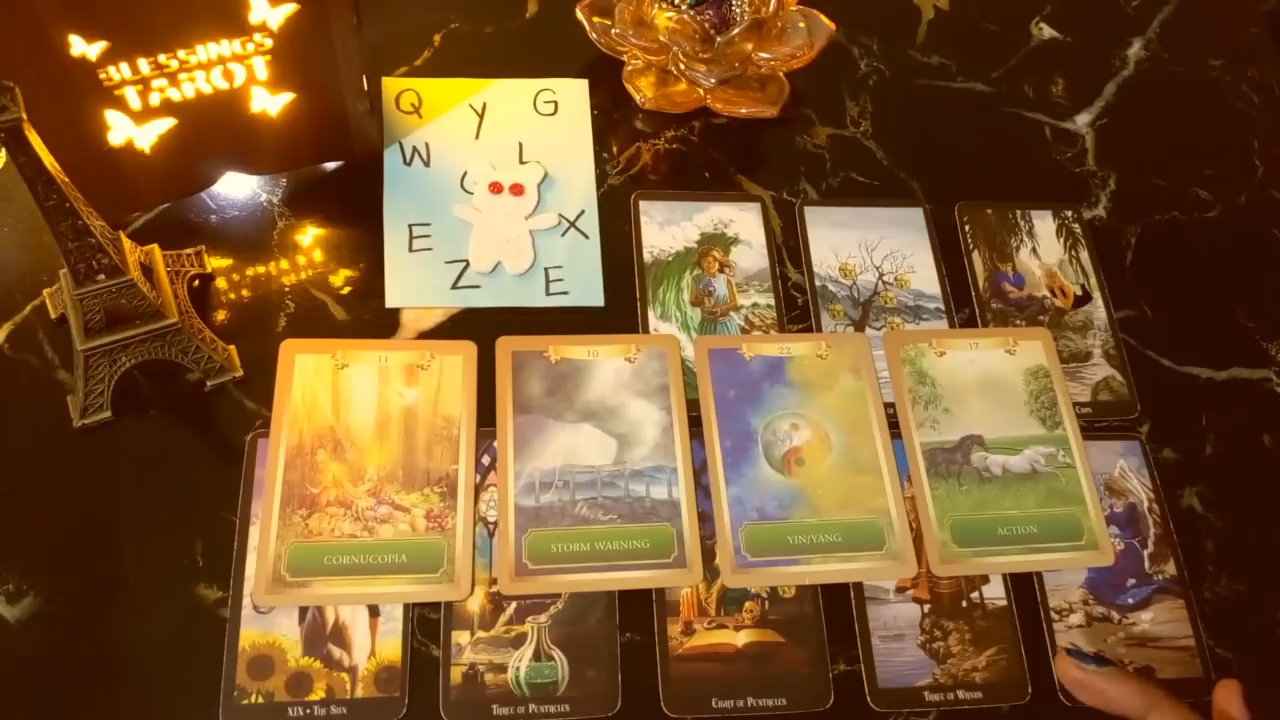 BLESSINGS
TAROT
Q Y G
W L
E X
Z E
11
CORNUCOPIA
10
STORM WARNING
22
YIN/YANG
17
ACTION
Cups
XIX • The Sun
Three of Pentacles
Eight of Pentacles
Three of Wands